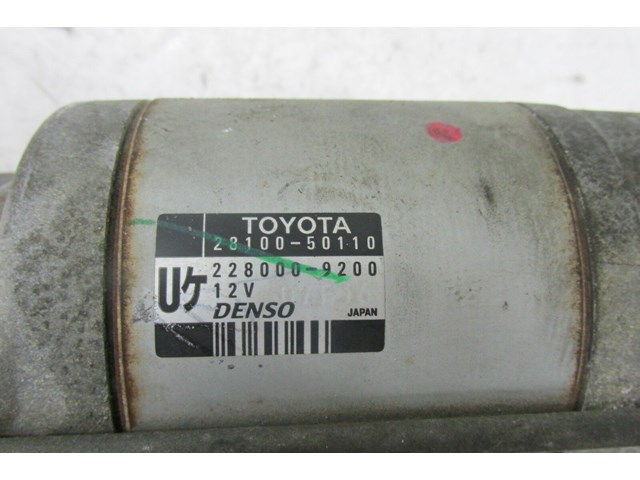 TOYOTA
28100-50110
Uケ 228000-9200
12V
DENSO JAPAN